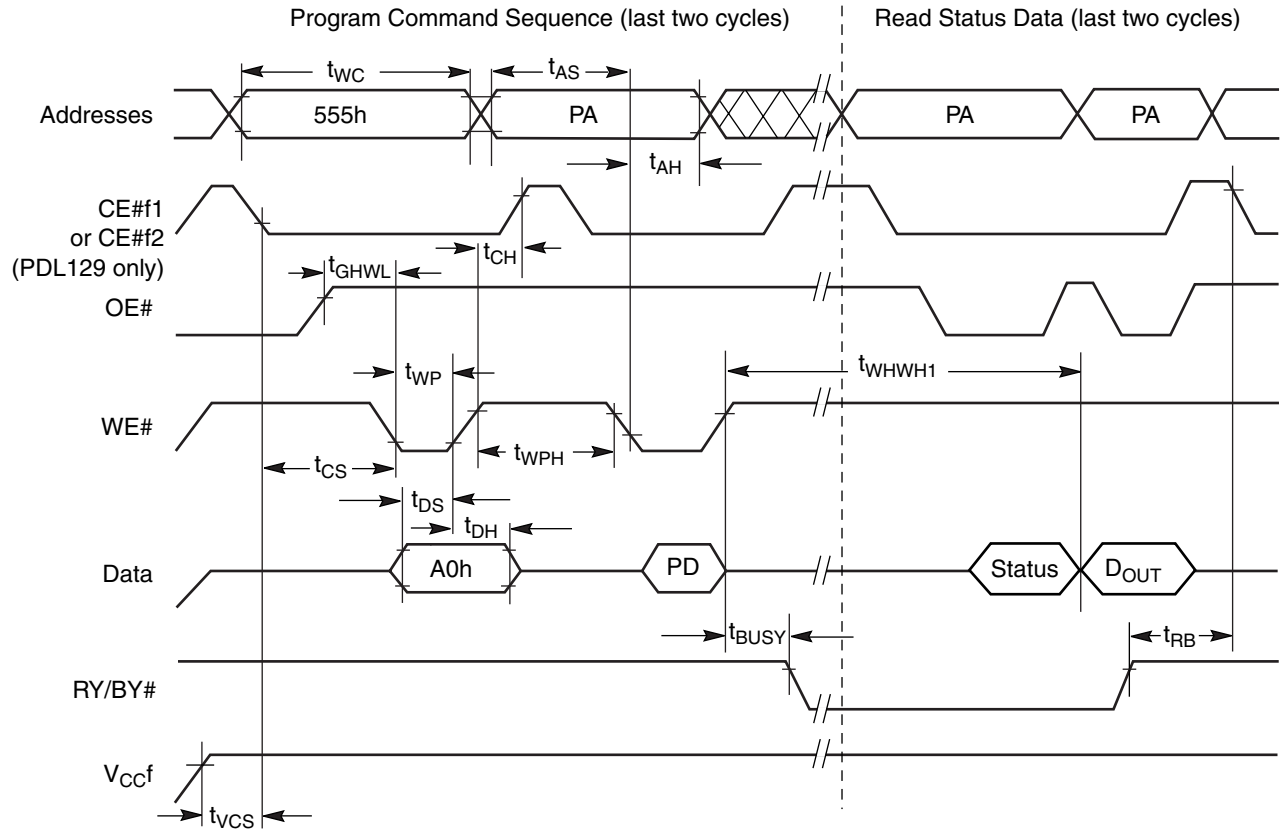 Program Command Sequence (last two cycles) Read Status Data (last two cycles)
tWC tAS
Addresses 555h PA PA PA
tAH
CE#f1
or CE#f2
(PDL129 only)
tCH
tGHWL
OE#
tWP tWHWH1
WE#
tCS tWPH
tDS
tDH
Data A0h PD Status DOUT
tBUSY tRB
RY/BY#
VCCf
tVCS